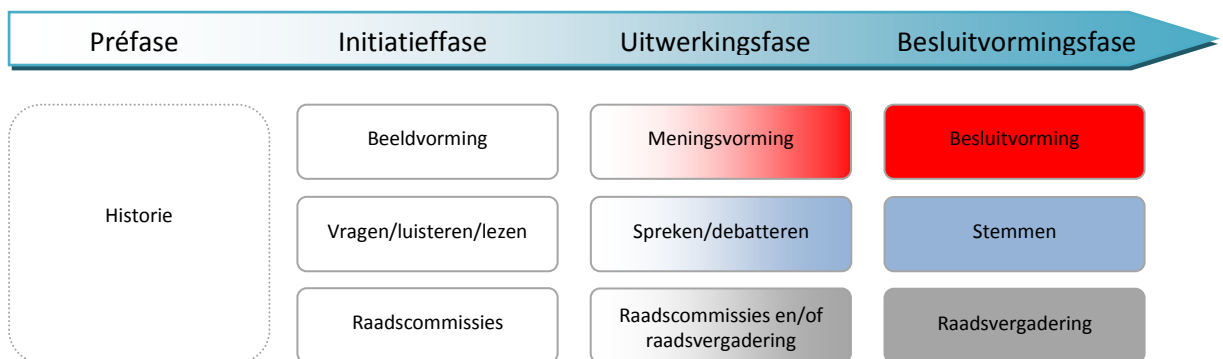 Préfase Initiatieffase Uitwerkingsfase Besluitvormingsfase
Historie
Beeldvorming Meningsvorming Besluitvorming
Vragen/luisteren/lezen Spreken/debatteren Stemmen
Raadscommissies
Raadscommissies en/of
raadsvergadering
Raadsvergadering